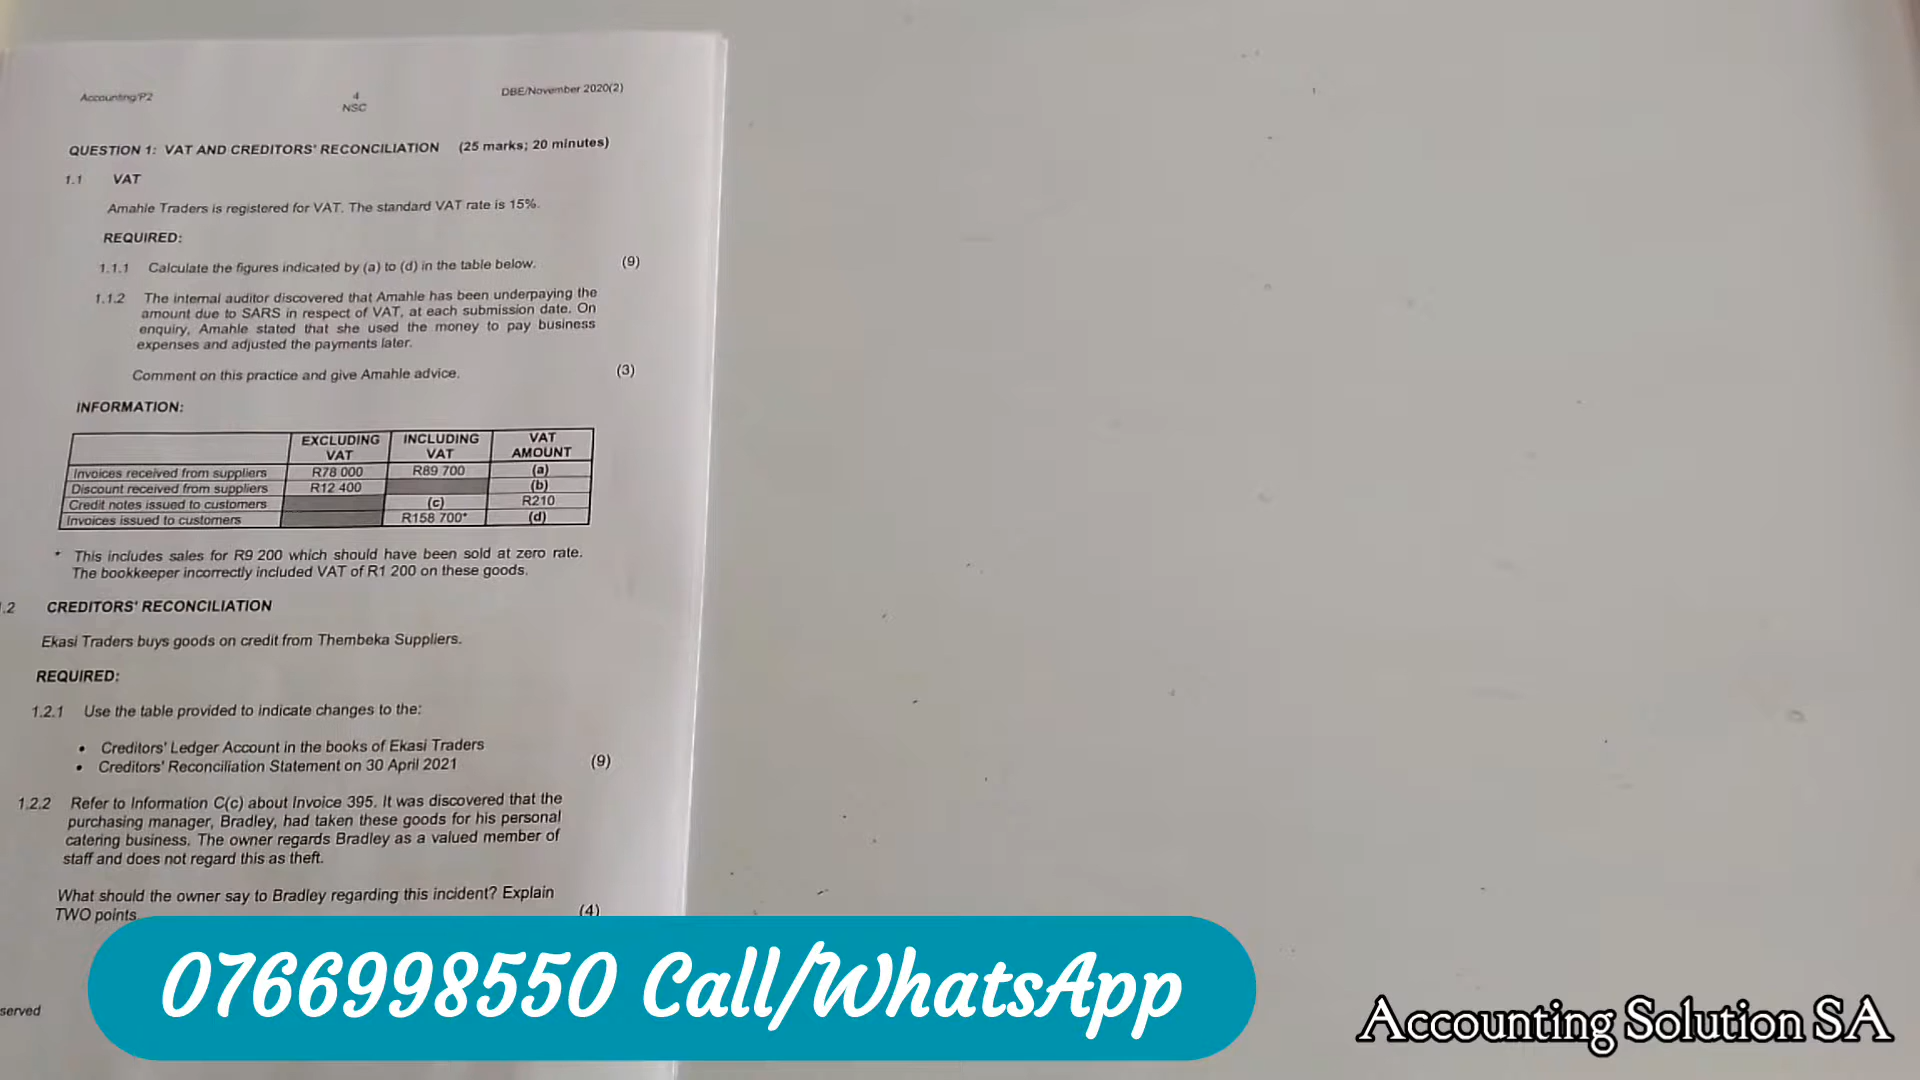 Accounting/P2
4
NSC
DBE/November 2020(2)
QUESTION 1: VAT AND CREDITORS' RECONCILIATION (25 marks; 20 minutes)
1.1 VAT
Amahle Traders is registered for VAT. The standard VAT rate is 15%.
REQUIRED:
1.1.1 Calculate the figures indicated by (a) to (d) in the table below. (9)
1.1.2 The internal auditor discovered that Amahle has been underpaying the
amount due to SARS in respect of VAT, at each submission date. On
enquiry, Amahle stated that she used the money to pay business
expenses and adjusted the payments later.
Comment on this practice and give Amahle advice. (3)
INFORMATION:
EXCLUDING VAT INCLUDING VAT VAT AMOUNT
Invoices received from suppliers R78 000 R89 700 (a)
Discount received from suppliers R12 400 (b)
Credit notes issued to customers (c) R210
Invoices issued to customers R158 700* (d)
* This includes sales for R9 200 which should have been sold at zero rate.
The bookkeeper incorrectly included VAT of R1 200 on these goods.
.2 CREDITORS' RECONCILIATION
Ekasi Traders buys goods on credit from Thembeka Suppliers.
REQUIRED:
1.2.1 Use the table provided to indicate changes to the:
• Creditors' Ledger Account in the books of Ekasi Traders
• Creditors' Reconciliation Statement on 30 April 2021 (9)
1.2.2 Refer to Information C(c) about Invoice 395. It was discovered that the
purchasing manager, Bradley, had taken these goods for his personal
catering business. The owner regards Bradley as a valued member of
staff and does not regard this as theft.
What should the owner say to Bradley regarding this incident? Explain
TWO points. (4)
served
0766998550 Call/WhatsApp
Accounting Solution SA